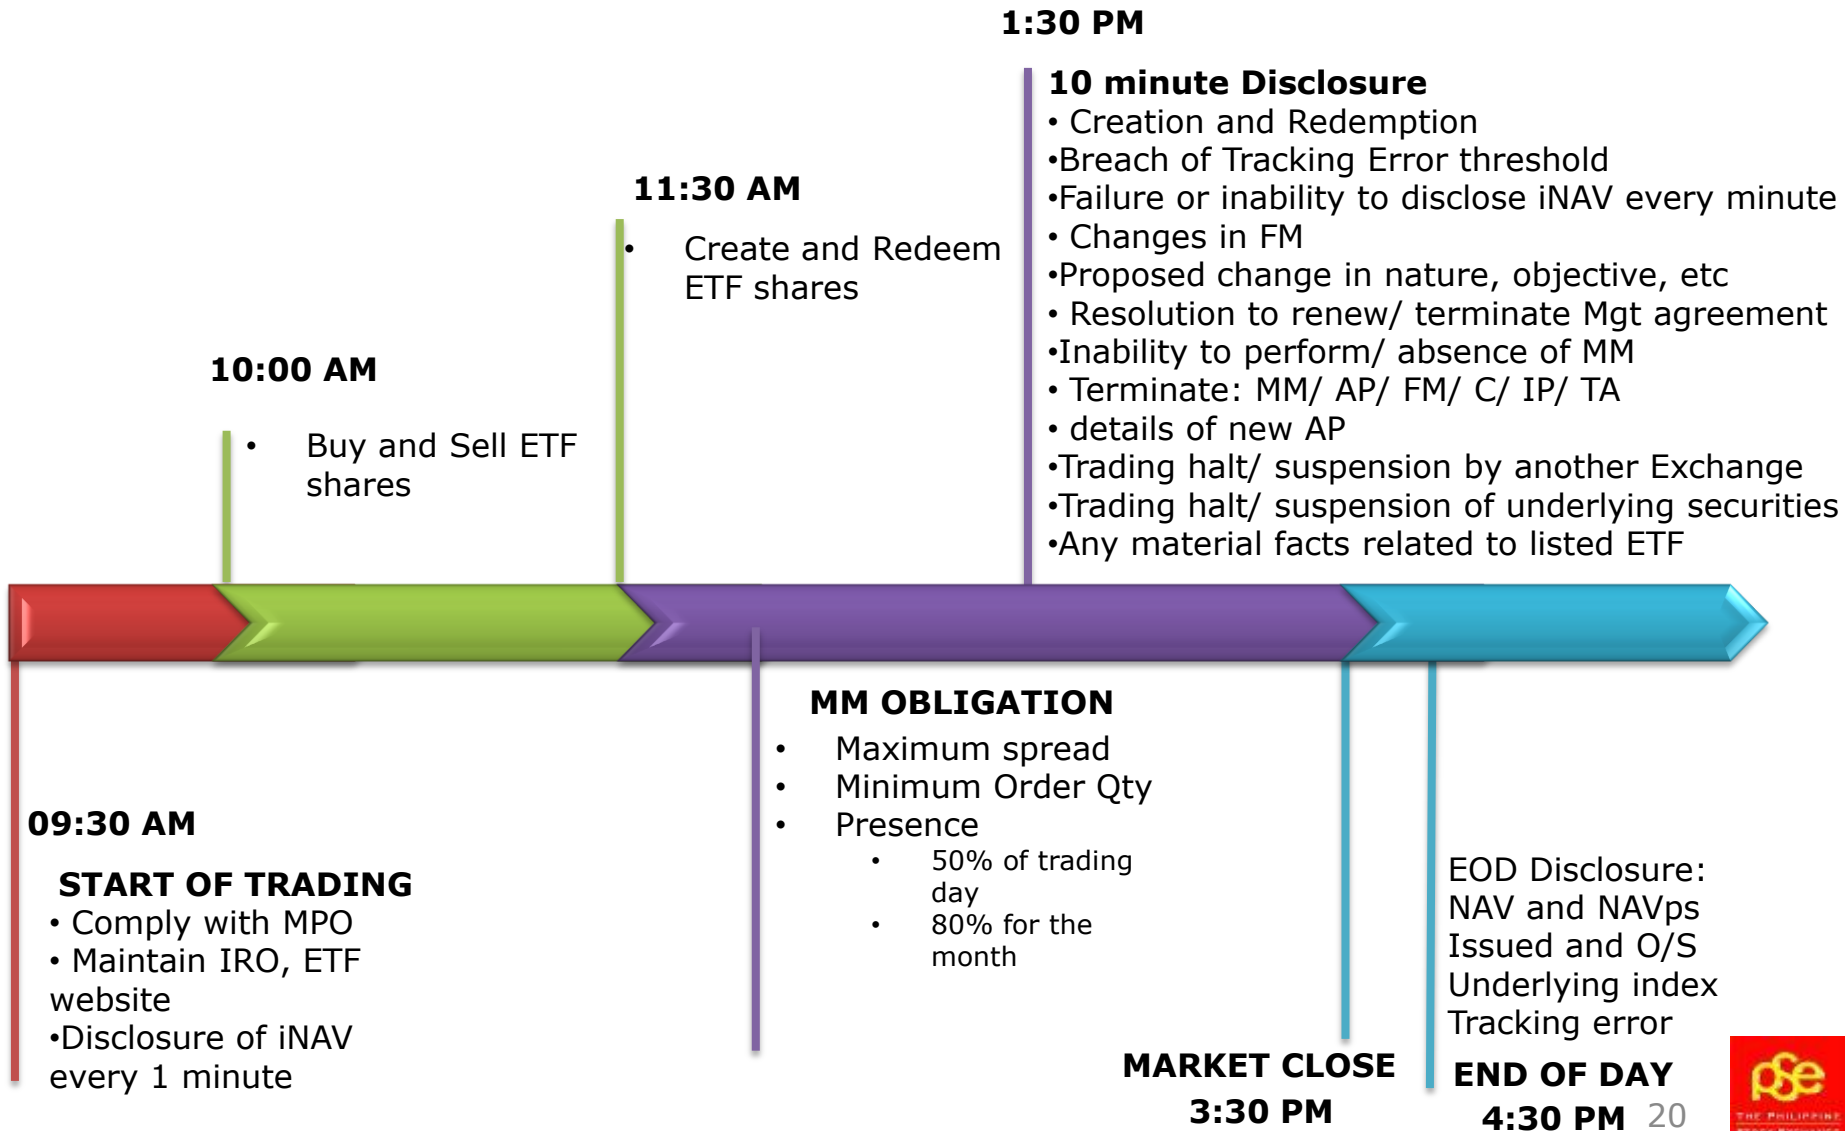 1:30 PM
10 minute Disclosure
• Creation and Redemption
•Breach of Tracking Error threshold
•Failure or inability to disclose iNAV every minute
• Changes in FM
•Proposed change in nature, objective, etc
• Resolution to renew/ terminate Mgt agreement
•Inability to perform/ absence of MM
• Terminate: MM/ AP/ FM/ C/ IP/ TA
• details of new AP
•Trading halt/ suspension by another Exchange
•Trading halt/ suspension of underlying securities
•Any material facts related to listed ETF
11:30 AM
• Create and Redeem
ETF shares
10:00 AM
• Buy and Sell ETF
shares
09:30 AM
START OF TRADING
• Comply with MPO
• Maintain IRO, ETF
website
•Disclosure of iNAV
every 1 minute
MM OBLIGATION
• Maximum spread
• Minimum Order Qty
• Presence
• 50% of trading
day
• 80% for the
month
MARKET CLOSE
3:30 PM
EOD Disclosure:
NAV and NAVps
Issued and O/S
Underlying index
Tracking error
END OF DAY
4:30 PM
20
pse
THE PHILIPPINE